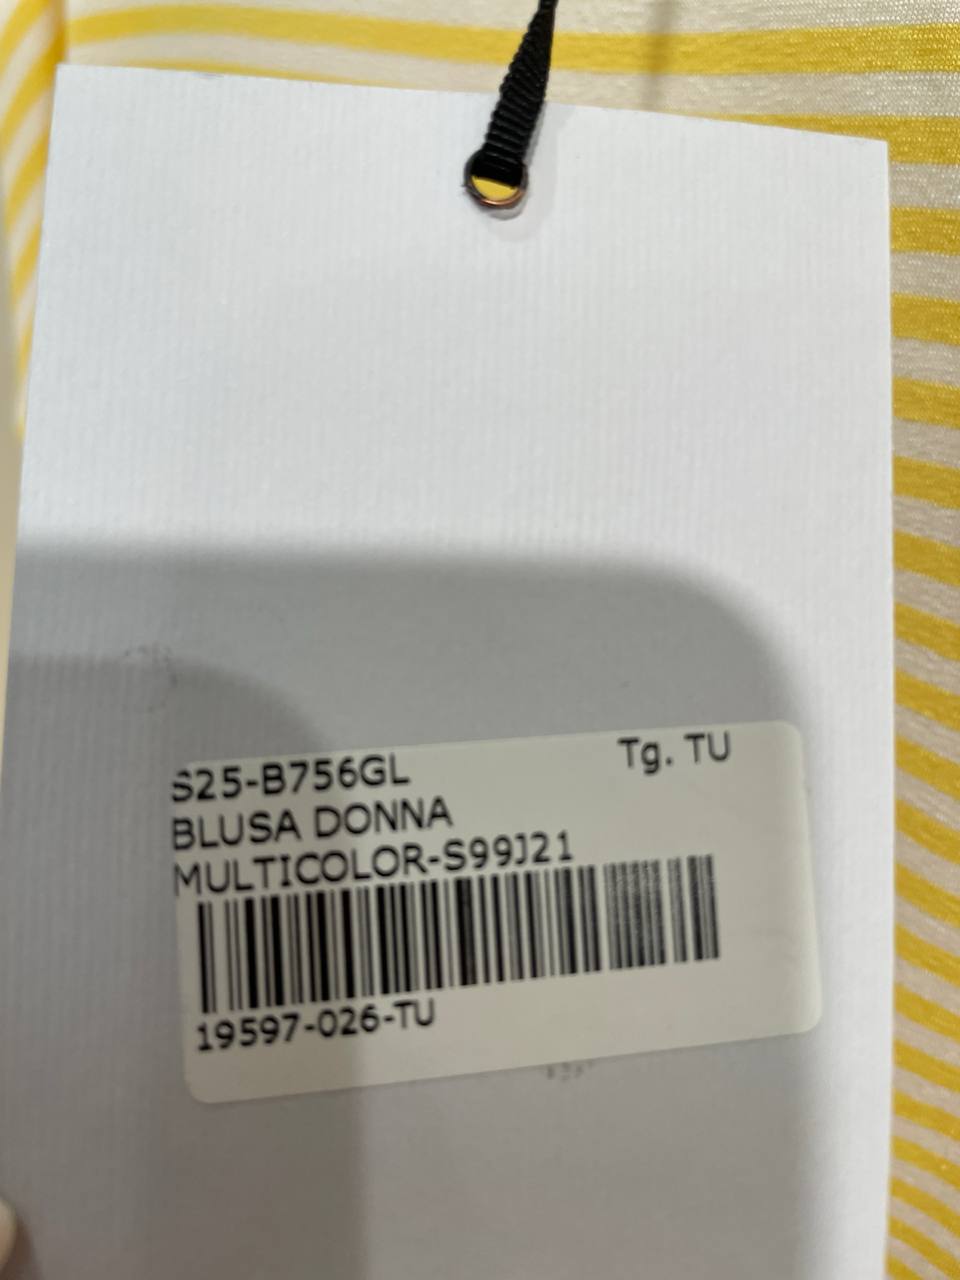 S25-B756GL Tg. TU
BLUSA DONNA
MULTICOLOR-S99J21
19597-026-TU